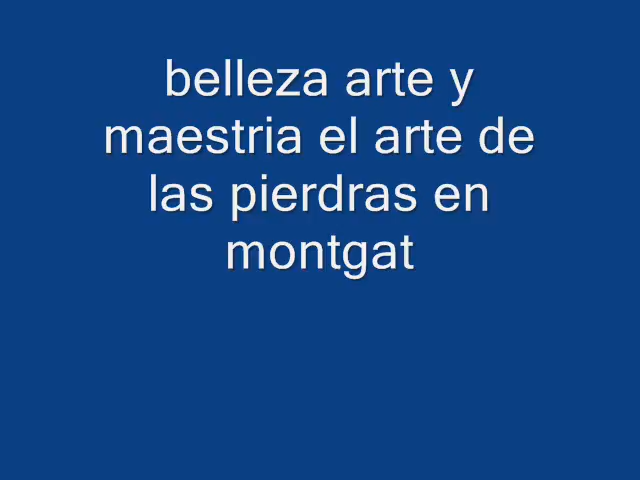 belleza arte y
maestria el arte de
las pierdras en
montgat